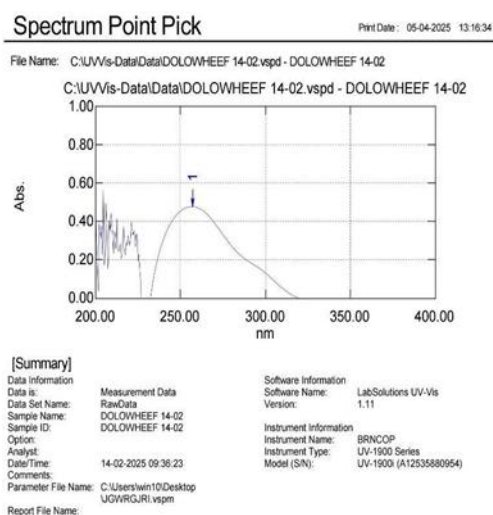 Spectrum Point Pick
Print Date : 05-04-2025 13:16:34
File Name: C:\UVVis-Data\Data\DOLOWHEEF 14-02.vspd - DOLOWHEEF 14-02
C:\UVVis-Data\Data\DOLOWHEEF 14-02.vspd - DOLOWHEEF 14-02
Abs.
1.00
0.80
0.60
0.40
0.20
0.00
1
200.00 250.00 300.00 350.00 400.00
nm
[Summary]
Data Information
Data is: Measurement Data
Data Set Name: RawData
Sample Name: DOLOWHEEF 14-02
Sample ID: DOLOWHEEF 14-02
Option:
Analyst:
Date/Time: 14-02-2025 09:36:23
Comments:
Parameter File Name: C:\Users\win10\Desktop
\JGWRGJRI.vspm
Report File Name:
Software Information
Software Name: LabSolutions UV-Vis
Version: 1.11
Instrument Information
Instrument Name: BRNCOP
Instrument Type: UV-1900 Series
Model (S/N): UV-1900i (A12535880954)